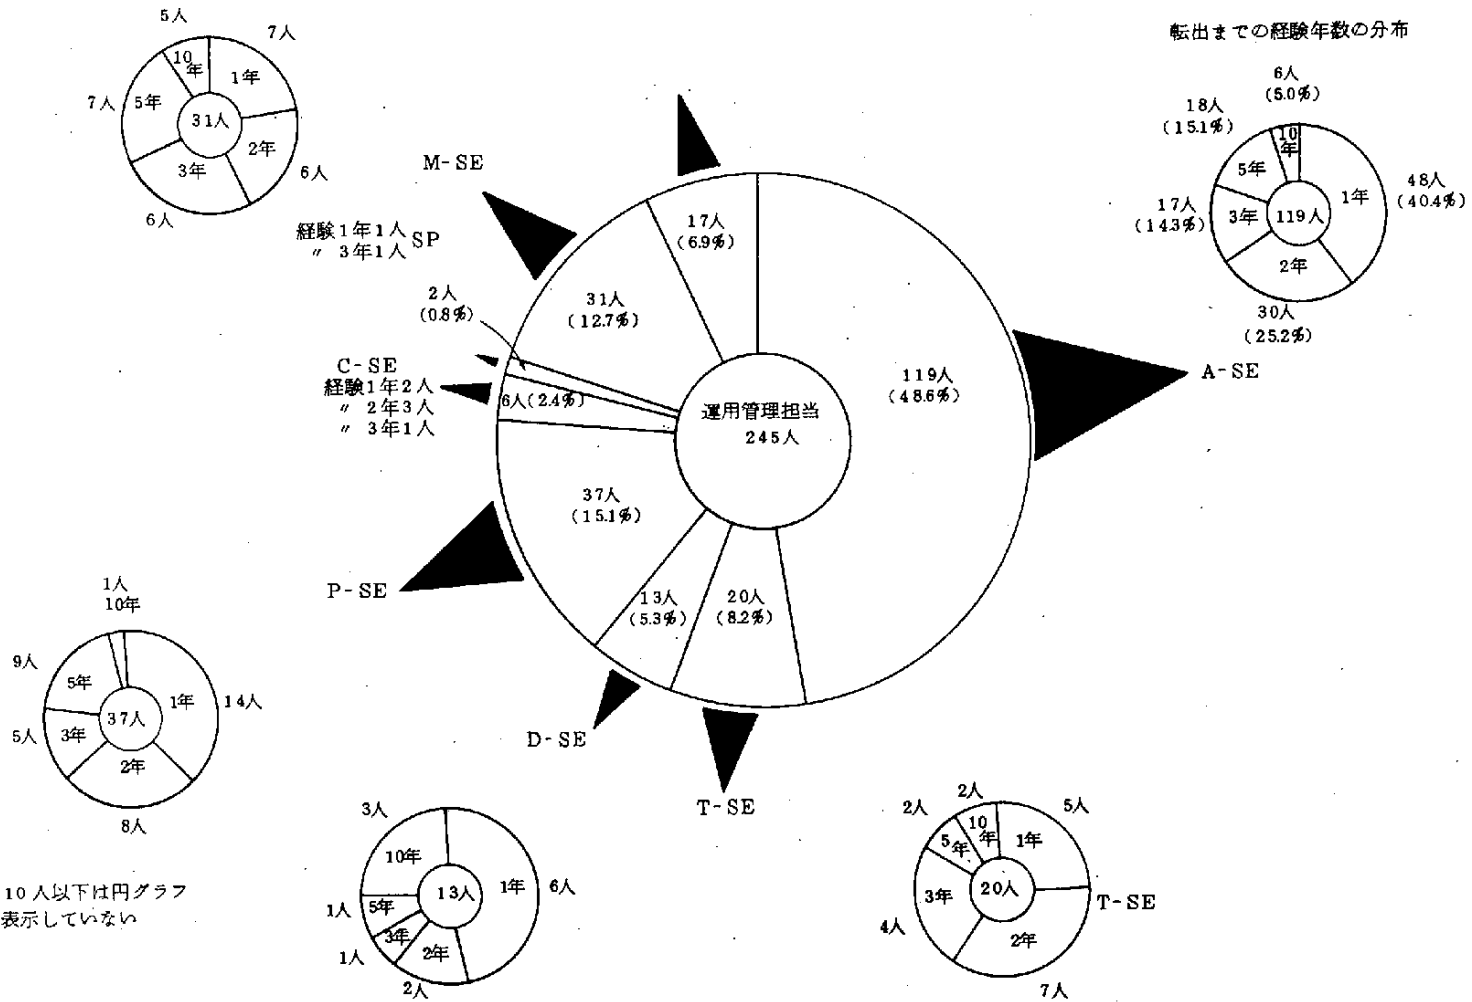 転出までの経験年数の分布
5人
7人
10
年
1年
7人
5年
31人
2年
3年
6人
6人
M-SE
経験1年1人
〃 3年1人
SP
2人
(0.8%)
C-SE
経験1年2人
〃 2年3人
〃 3年1人
17人
(6.9%)
31人
(12.7%)
6人(2.4%)
運用管理担当
245人
119人
(48.6%)
37人
(15.1%)
13人
(5.3%)
20人
(8.2%)
6人
(5.0%)
18人
(15.1%)
10
年
5年
1年
48人
(40.4%)
17人
(14.3%)
3年
119人
2年
30人
(25.2%)
A-SE
P-SE
D-SE
T-SE
1人
10年
9人
5年
1年
14人
37人
5人
3年
2年
8人
3人
10年
1年
6人
13人
1人
5年
3年
2年
1人
2人
2人
2人
5人
10
年
1年
5年
3年
20人
T-SE
4人
2年
7人
10人以下は円グラフ
表示していない